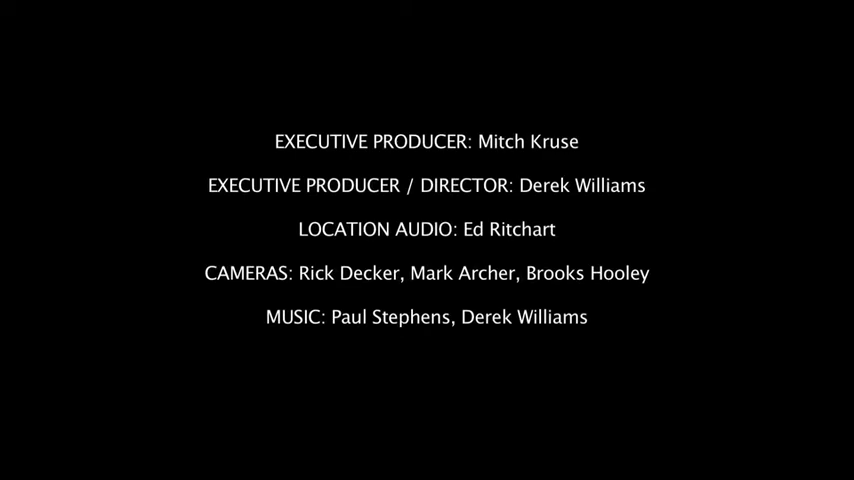 EXECUTIVE PRODUCER: Mitch Kruse
EXECUTIVE PRODUCER / DIRECTOR: Derek Williams
LOCATION AUDIO: Ed Ritchart
CAMERAS: Rick Decker, Mark Archer, Brooks Hooley
MUSIC: Paul Stephens, Derek Williams